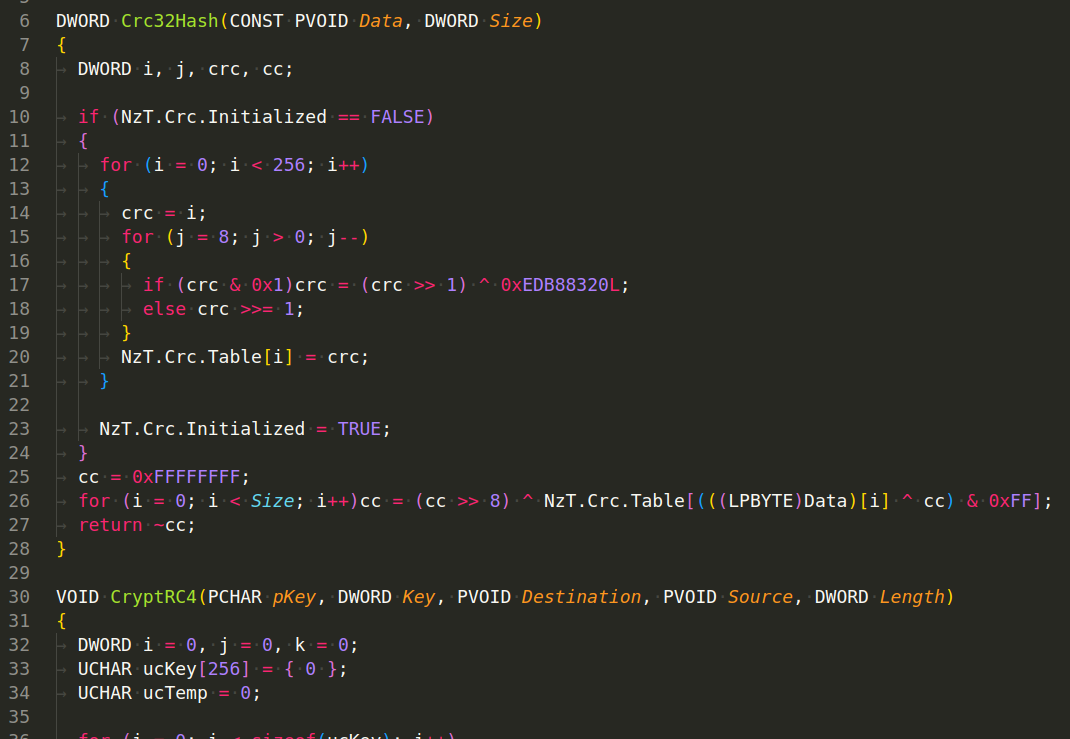 6 DWORD Crc32Hash(CONST PVOID Data, DWORD Size)
7 {
8 DWORD i, j, crc, cc;
9
10 if (NzT.Crc.Initialized == FALSE)
11 {
12 for (i = 0; i < 256; i++)
13 {
14 crc = i;
15 for (j = 8; j > 0; j--)
16 {
17 if (crc & 0x1)crc = (crc >> 1) ^ 0xEDB88320L;
18 else crc >>= 1;
19 }
20 NzT.Crc.Table[i] = crc;
21 }
22
23 NzT.Crc.Initialized = TRUE;
24 }
25 cc = 0xFFFFFFFF;
26 for (i = 0; i < Size; i++)cc = (cc >> 8) ^ NzT.Crc.Table[(((LPBYTE)Data)[i] ^ cc) & 0xFF];
27 return ~cc;
28 }
29
30 VOID CryptRC4(PCHAR pKey, DWORD Key, PVOID Destination, PVOID Source, DWORD Length)
31 {
32 DWORD i = 0, j = 0, k = 0;
33 UCHAR ucKey[256] = { 0 };
34 UCHAR ucTemp = 0;
35
36 for (i = 0; i < sizeof(ucKey); i++)